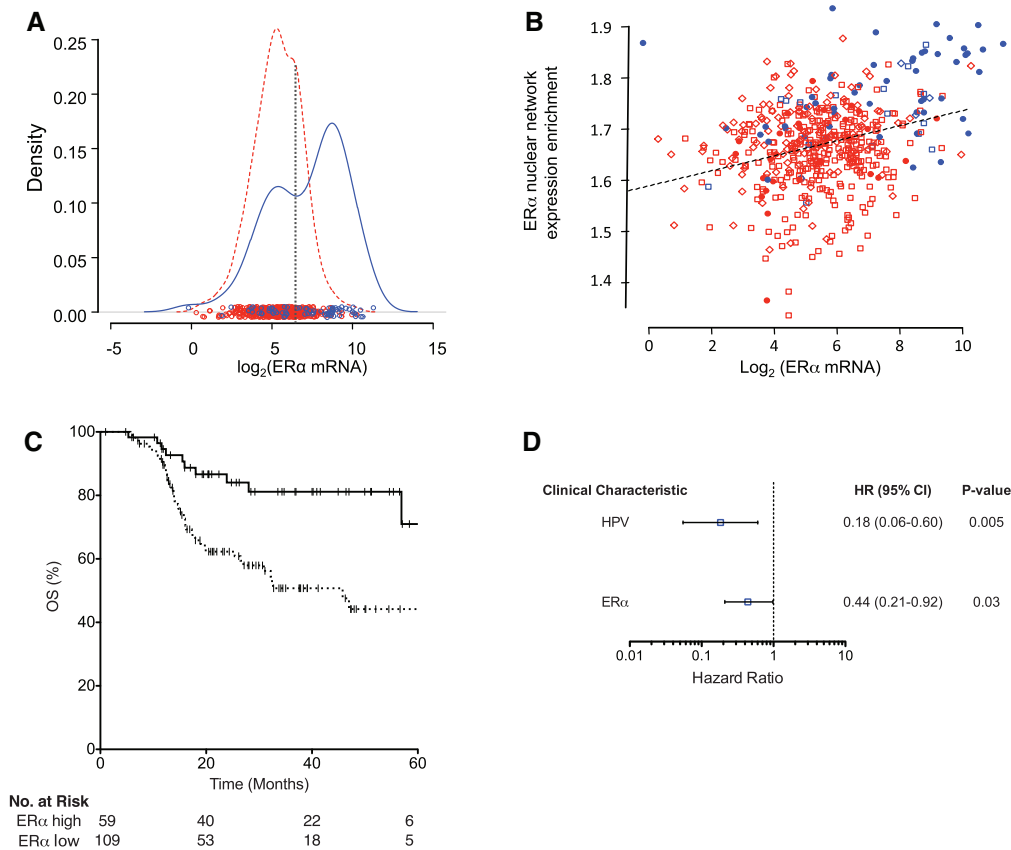 A
0.25
0.20
0.15
0.10
0.05
0.00
Density
-5 0 5 10 15
log2(ERα mRNA)
B
1.9
1.8
1.7
1.6
1.5
1.4
ERα nuclear network
expression enrichment
0 2 4 6 8 10
Log2 (ERα mRNA)
C
100
80
60
40
20
0
OS (%)
0 20 40 60
Time (Months)
No. at Risk
ERα high 59 40 22 6
ERα low 109 53 18 5
D
Clinical Characteristic HR (95% CI) P-value
HPV 0.18 (0.06-0.60) 0.005
ERα 0.44 (0.21-0.92) 0.03
0.01 0.1 1 10
Hazard Ratio